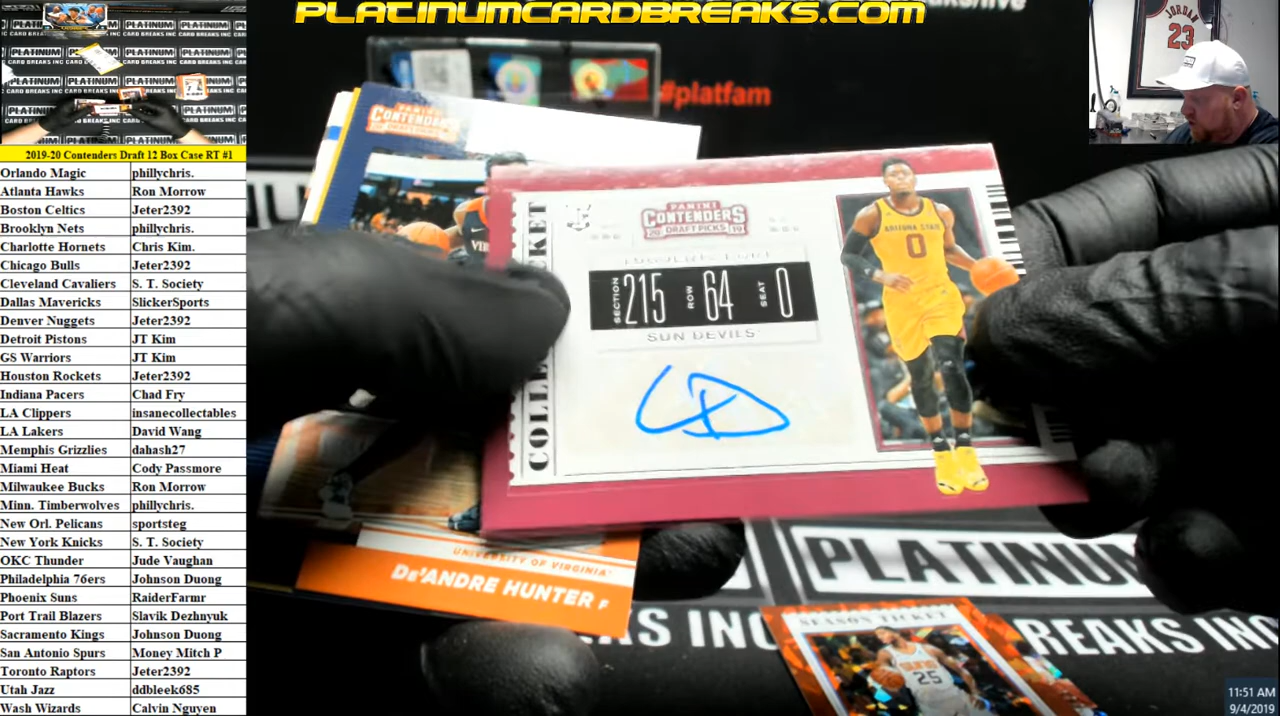 PLATINUMCARDBREAKS.COM
#platfam
JORDAN
23
2019-20 Contenders Draft 12 Box Case RT #1
Orlando Magic phillychris.
Atlanta Hawks Ron Morrow
Boston Celtics Jeter2392
Brooklyn Nets phillychris.
Charlotte Hornets Chris Kim.
Chicago Bulls Jeter2392
Cleveland Cavaliers S. T. Society
Dallas Mavericks SlickerSports
Denver Nuggets Jeter2392
Detroit Pistons JT Kim
GS Warriors JT Kim
Houston Rockets Jeter2392
Indiana Pacers Chad Fry
LA Clippers insanecollectables
LA Lakers David Wang
Memphis Grizzlies dahash27
Miami Heat Cody Passmore
Milwaukee Bucks Ron Morrow
Minn. Timberwolves phillychris.
New Orl. Pelicans sportsteg
New York Knicks S. T. Society
OKC Thunder Jude Vaughan
Philadelphia 76ers Johnson Duong
Phoenix Suns RaiderFarmr
Port Trail Blazers Slavik Dezhnyuk
Sacramento Kings Johnson Duong
San Antonio Spurs Money Mitch P
Toronto Raptors Jeter2392
Utah Jazz ddbleek685
Wash Wizards Calvin Nguyen
PANINI
CONTENDERS
20 DRAFT PICKS 19
SECTION 215 ROW 64 SEAT 0
SUN DEVILS
ARIZONA STATE
0
UNIVERSITY OF VIRGINIA
DE'ANDRE HUNTER F
PLATINUM
SEASON TICKET
25
11:51 AM
9/4/2019